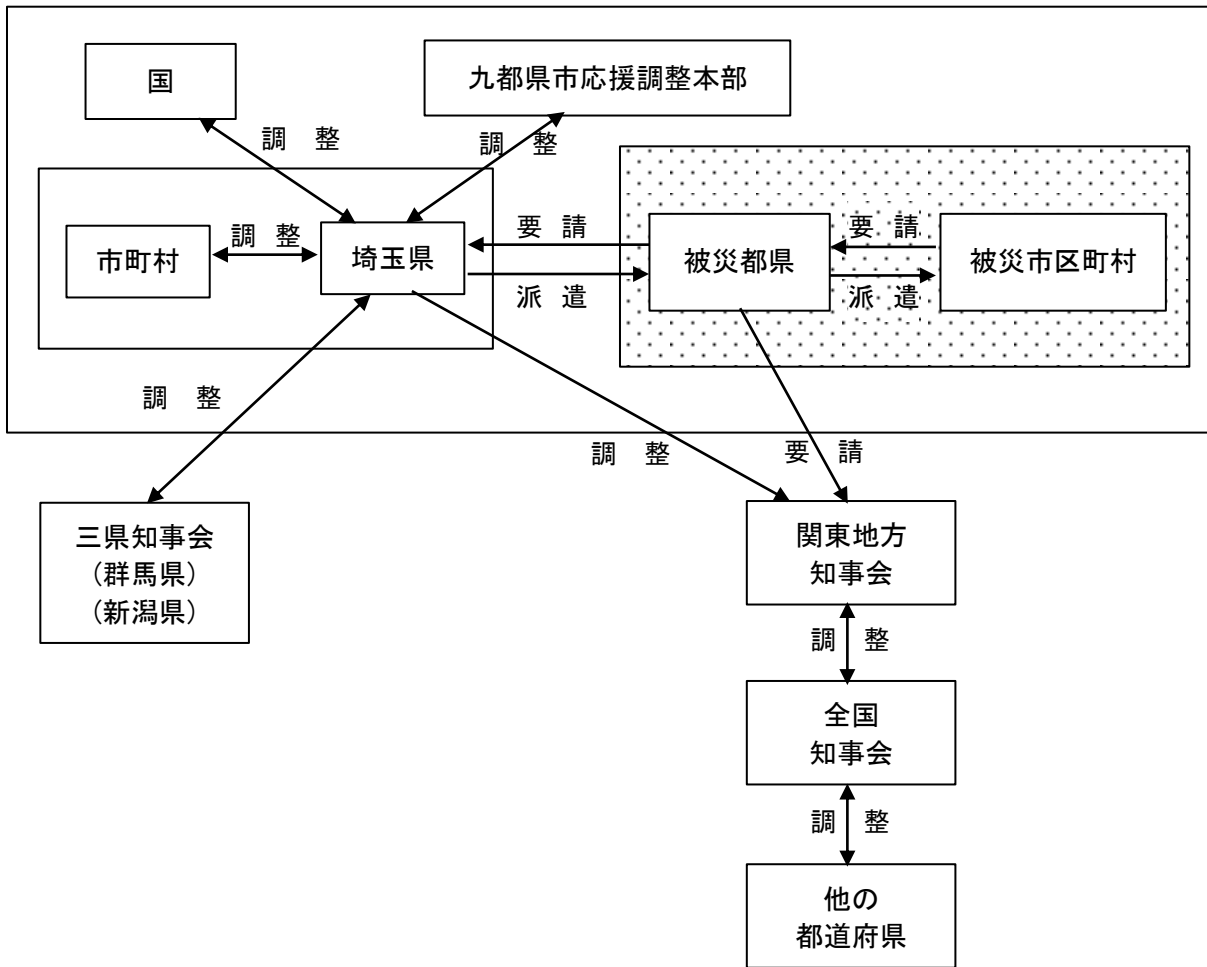 国
九都県市応援調整本部
調 整
調 整
市町村
調 整
埼玉県
要 請
派 遣
被災都県
要 請
派 遣
被災市区町村
調 整
調 整
要 請
三県知事会
(群馬県)
(新潟県)
関東地方
知事会
調 整
全国
知事会
調 整
他の
都道府県